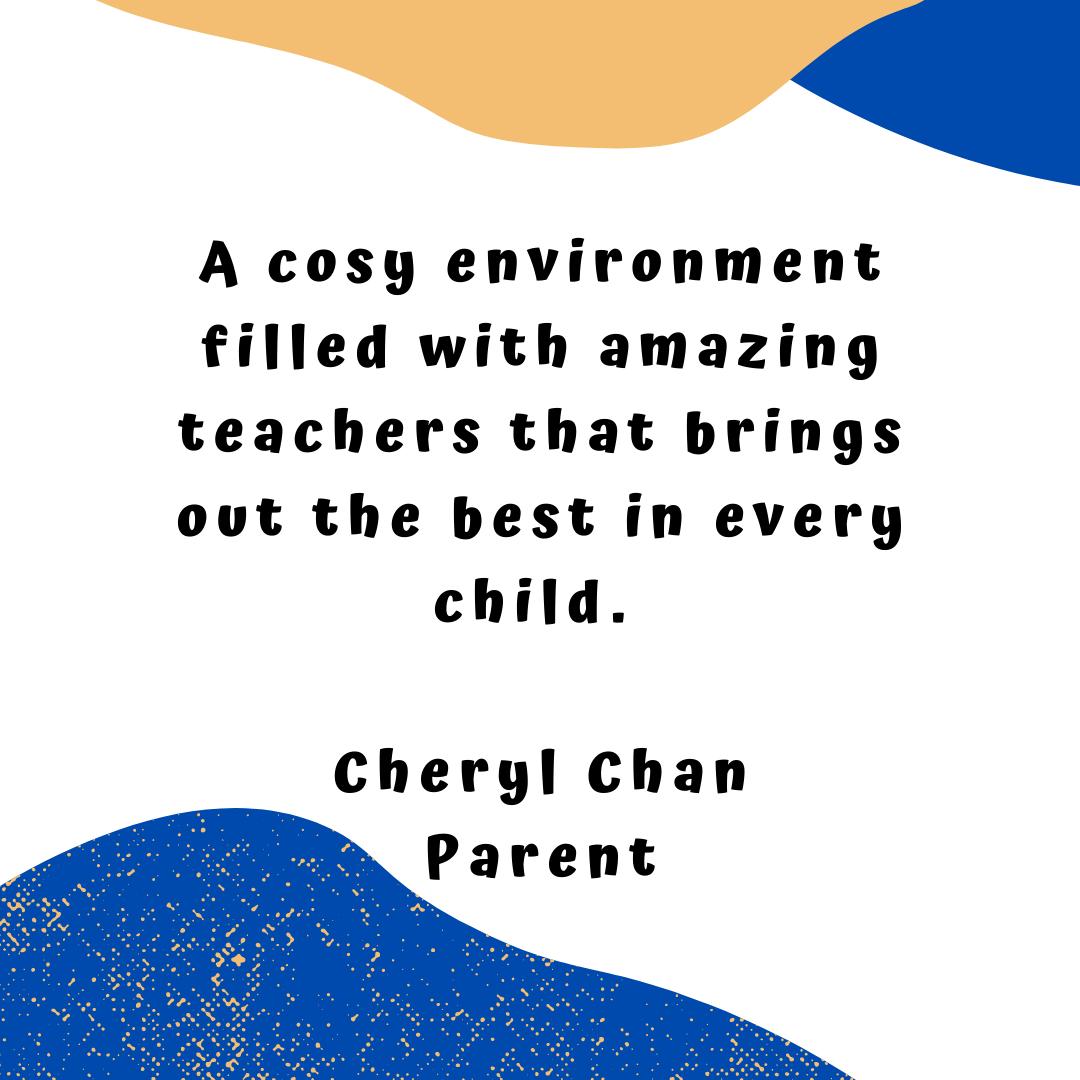 A cosy environment
filled with amazing
teachers that brings
out the best in every
child.
Cheryl Chan
Parent